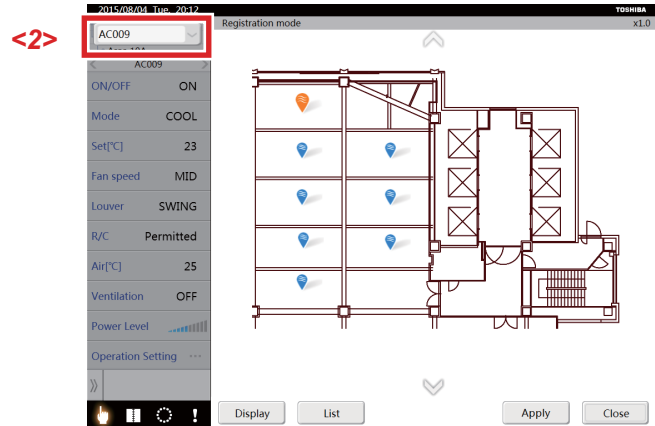 2015/08/04 Tue. 20:12
TOSHIBA
Registration mode
x1.0
<2>
AC009
AC009
ON/OFF ON
Mode COOL
Set[°C] 23
Fan speed MID
Louver SWING
R/C Permitted
Air[°C] 25
Ventilation OFF
Power Level
Operation Setting ...
Display
List
Apply
Close